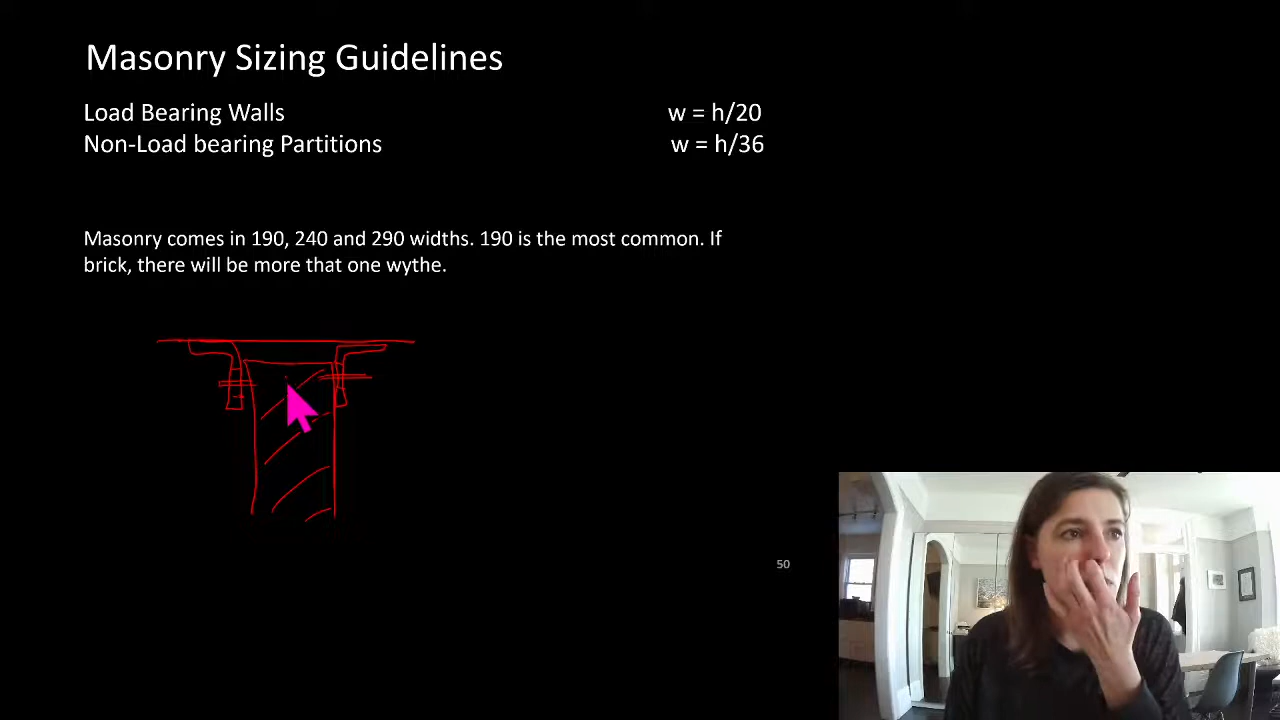 Masonry Sizing Guidelines
Load Bearing Walls w = h/20
Non-Load bearing Partitions w = h/36
Masonry comes in 190, 240 and 290 widths. 190 is the most common. If
brick, there will be more that one wythe.
50